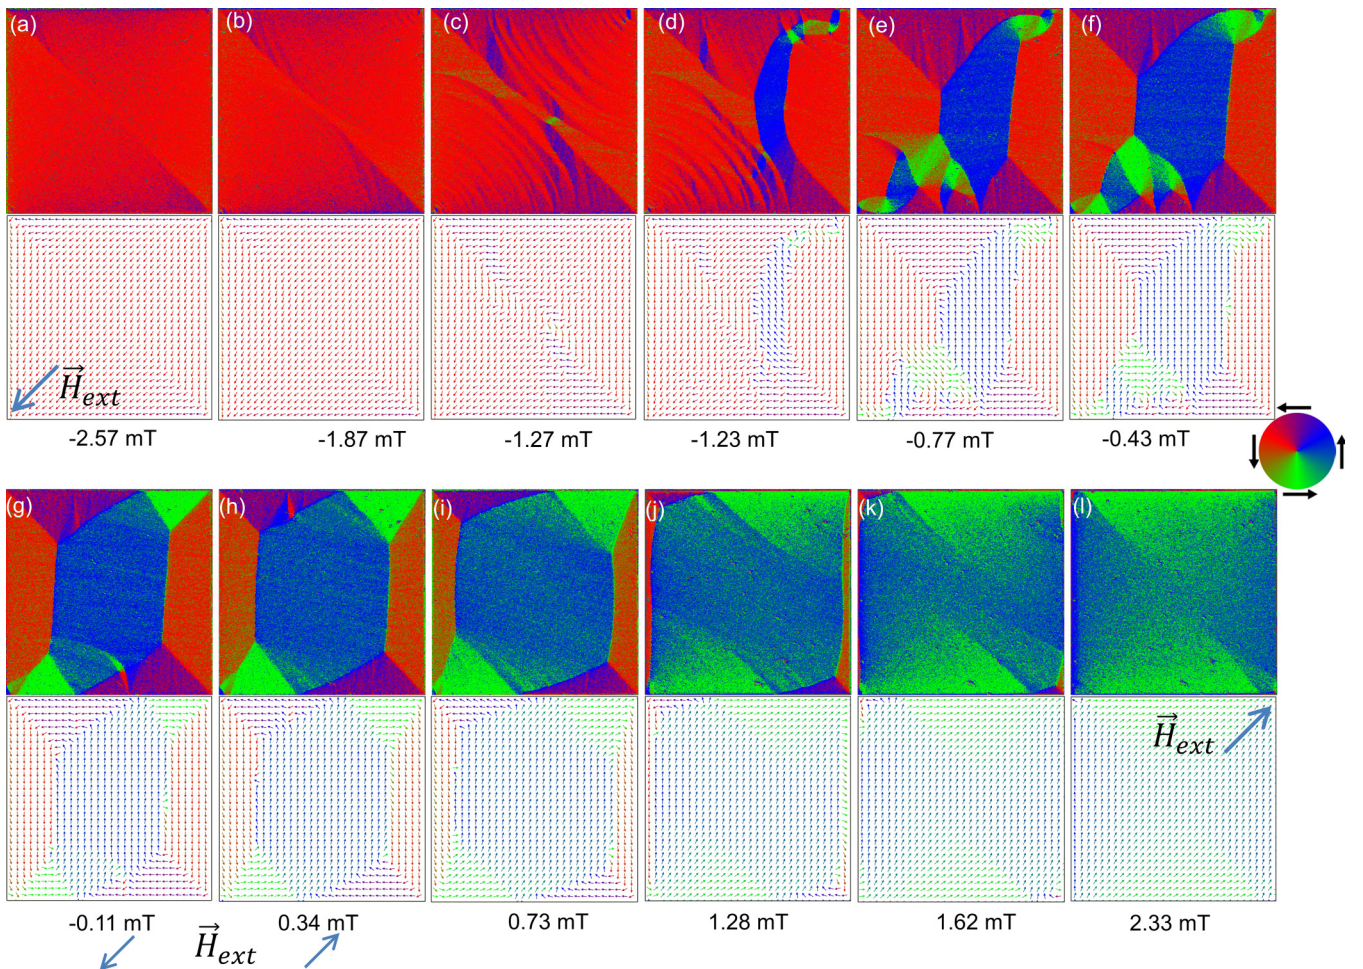 (a) (b) (c) (d) (e) (f)
H⃗ext
-2.57 mT -1.87 mT -1.27 mT -1.23 mT -0.77 mT -0.43 mT
(g) (h) (i) (j) (k) (l)
H⃗ext
-0.11 mT 0.34 mT 0.73 mT 1.28 mT 1.62 mT 2.33 mT
H⃗ext